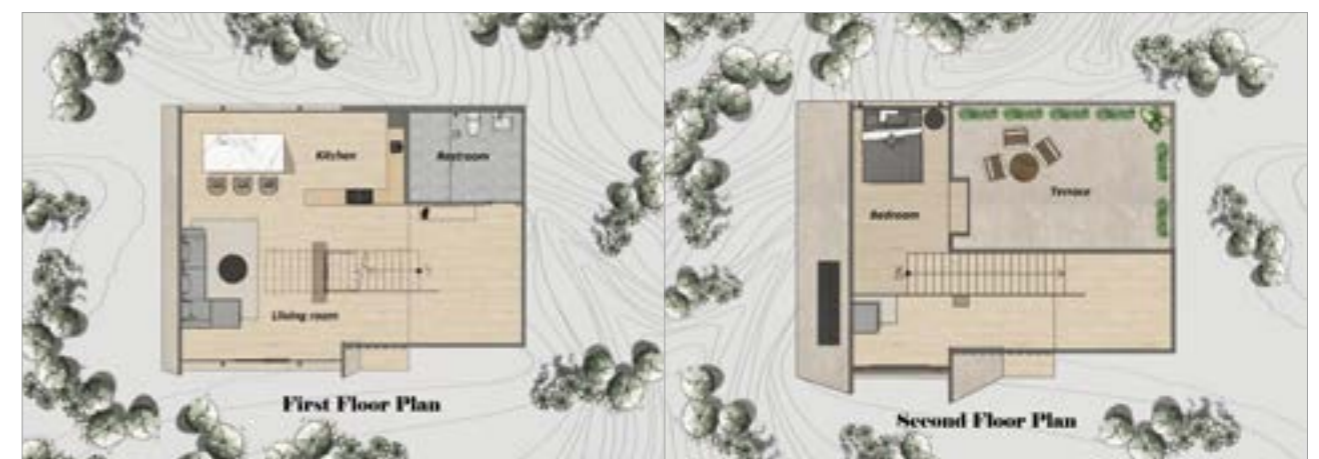 Kitchen
Restroom
Living room
First Floor Plan
Bedroom
Terrace
Second Floor Plan